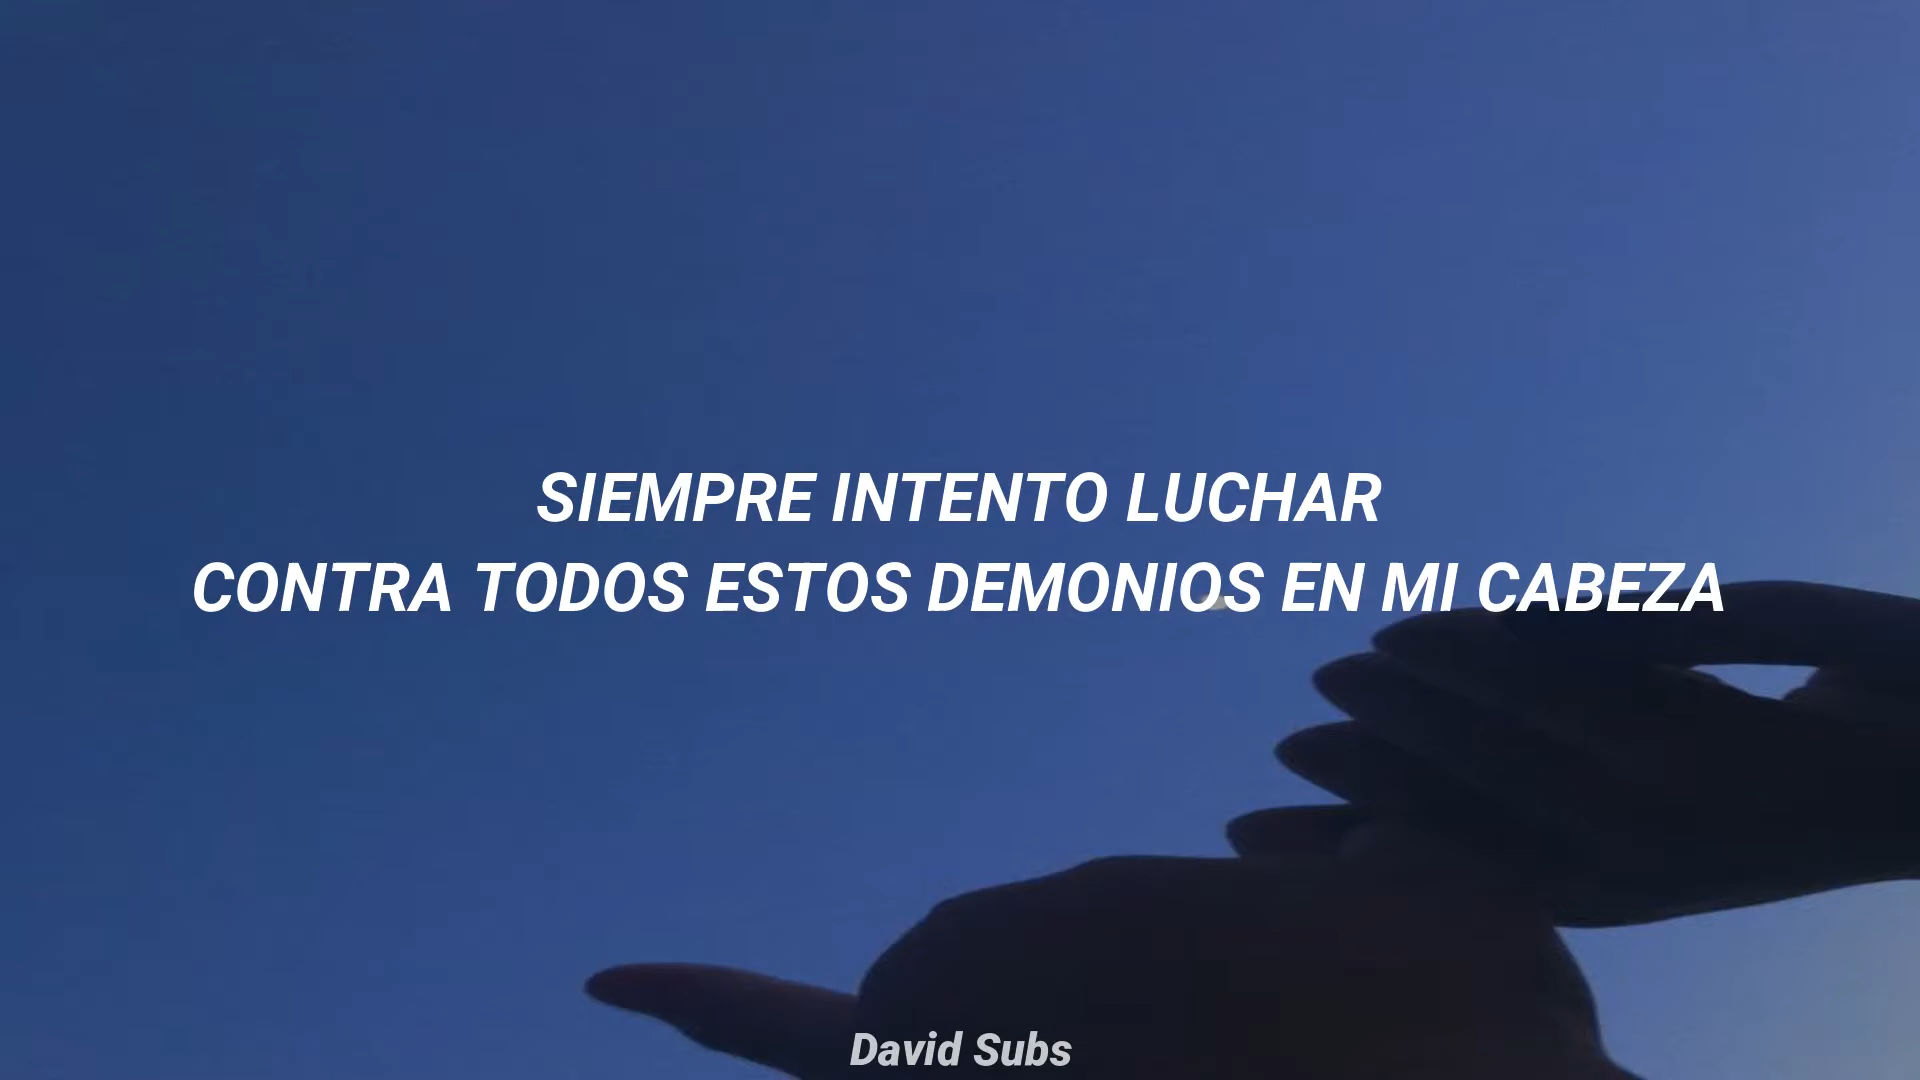 SIEMPRE INTENTO LUCHAR
CONTRA TODOS ESTOS DEMONIOS EN MI CABEZA
David Subs